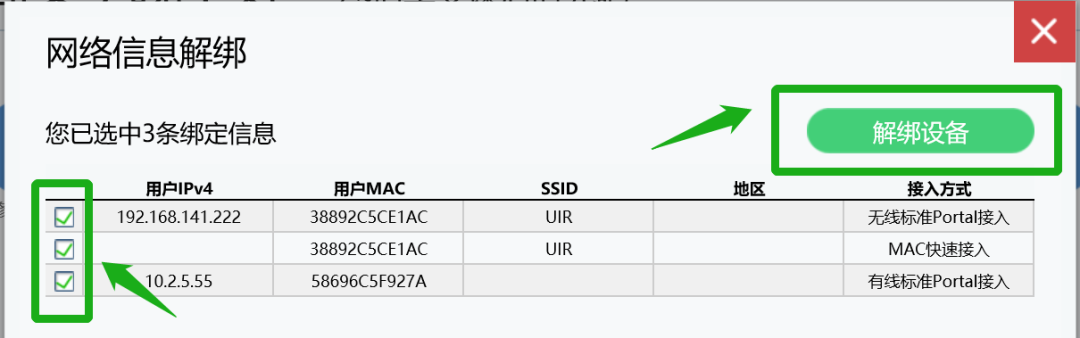 网络信息解绑
您已选中3条绑定信息
解绑设备
用户IPv4 用户MAC SSID 地区 接入方式
192.168.141.222 38892C5CE1AC UIR 无线标准Portal接入
38892C5CE1AC UIR MAC快速接入
10.2.5.55 58696C5F927A 有线标准Portal接入